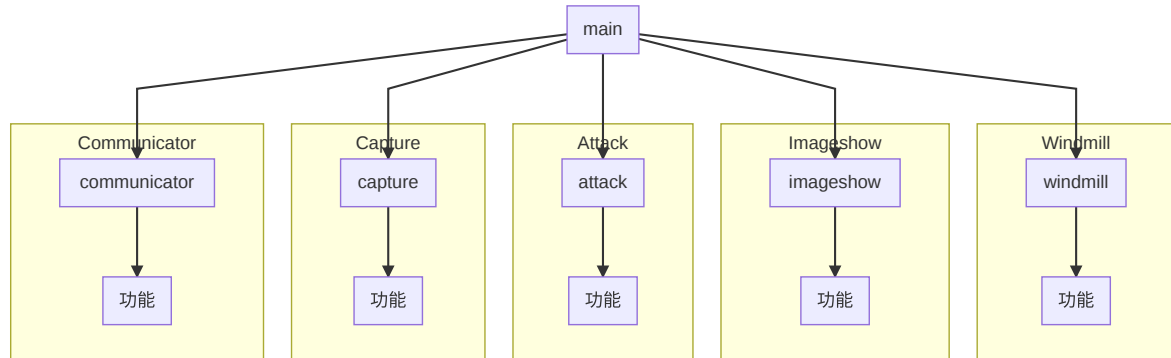 main
Communicator
Capture
Attack
Imageshow
Windmill
communicator
capture
attack
imageshow
windmill
功能
功能
功能
功能
功能